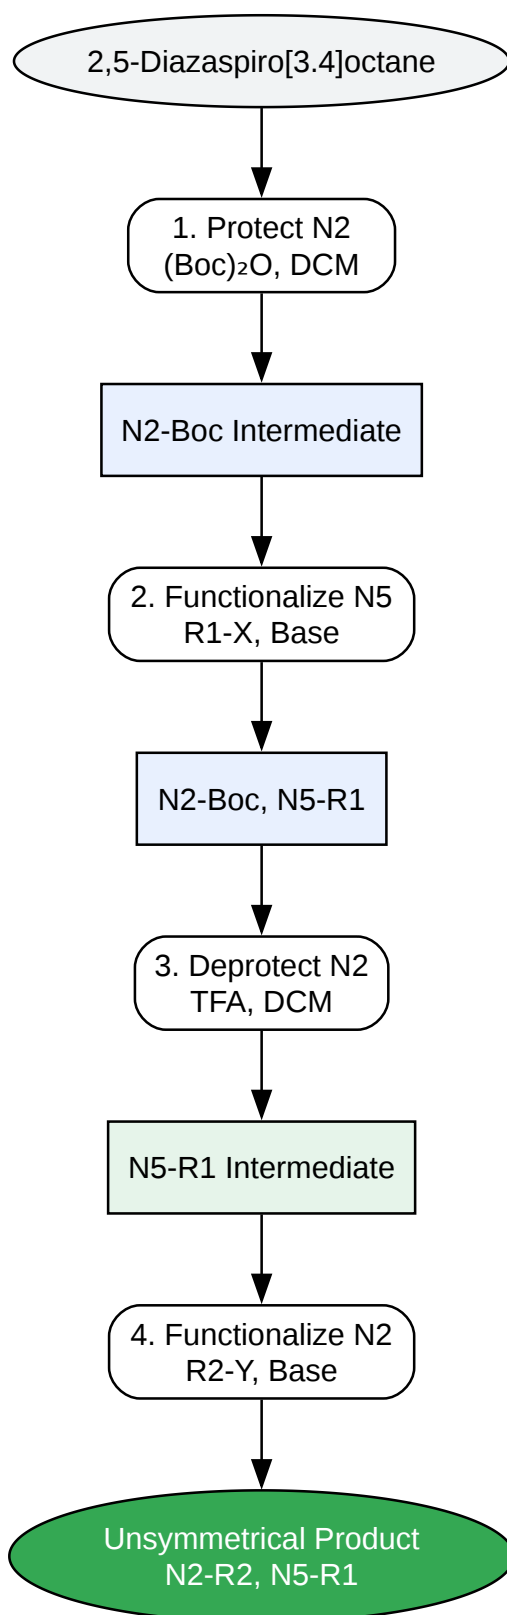 2,5-Diazaspiro[3.4]octane
1. Protect N2
(Boc)₂O, DCM
N2-Boc Intermediate
2. Functionalize N5
R1-X, Base
N2-Boc, N5-R1
3. Deprotect N2
TFA, DCM
N5-R1 Intermediate
4. Functionalize N2
R2-Y, Base
Unsymmetrical Product
N2-R2, N5-R1